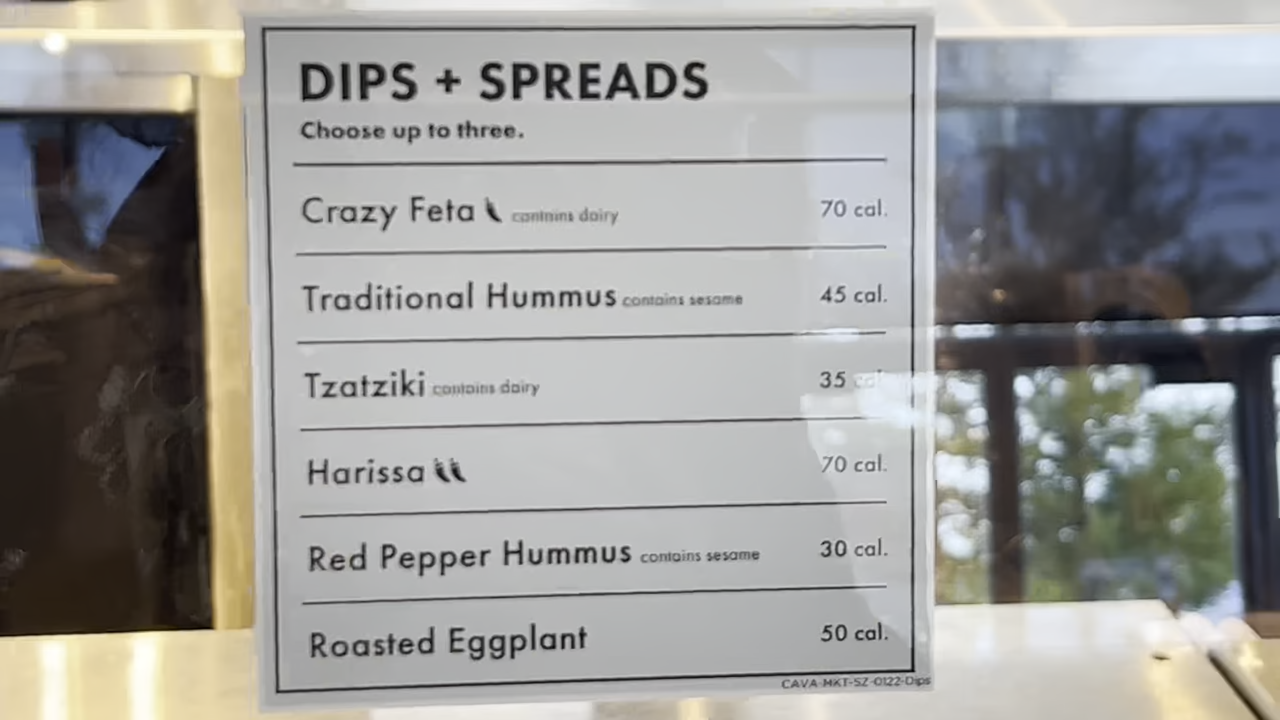 DIPS + SPREADS
Choose up to three.
Crazy Feta contains dairy 70 cal.
Traditional Hummus contains sesame 45 cal.
Tzatziki contains dairy 35 cal.
Harissa 70 cal.
Red Pepper Hummus contains sesame 30 cal.
Roasted Eggplant 50 cal.
CAVA-MKT-SZ-0122-Dips